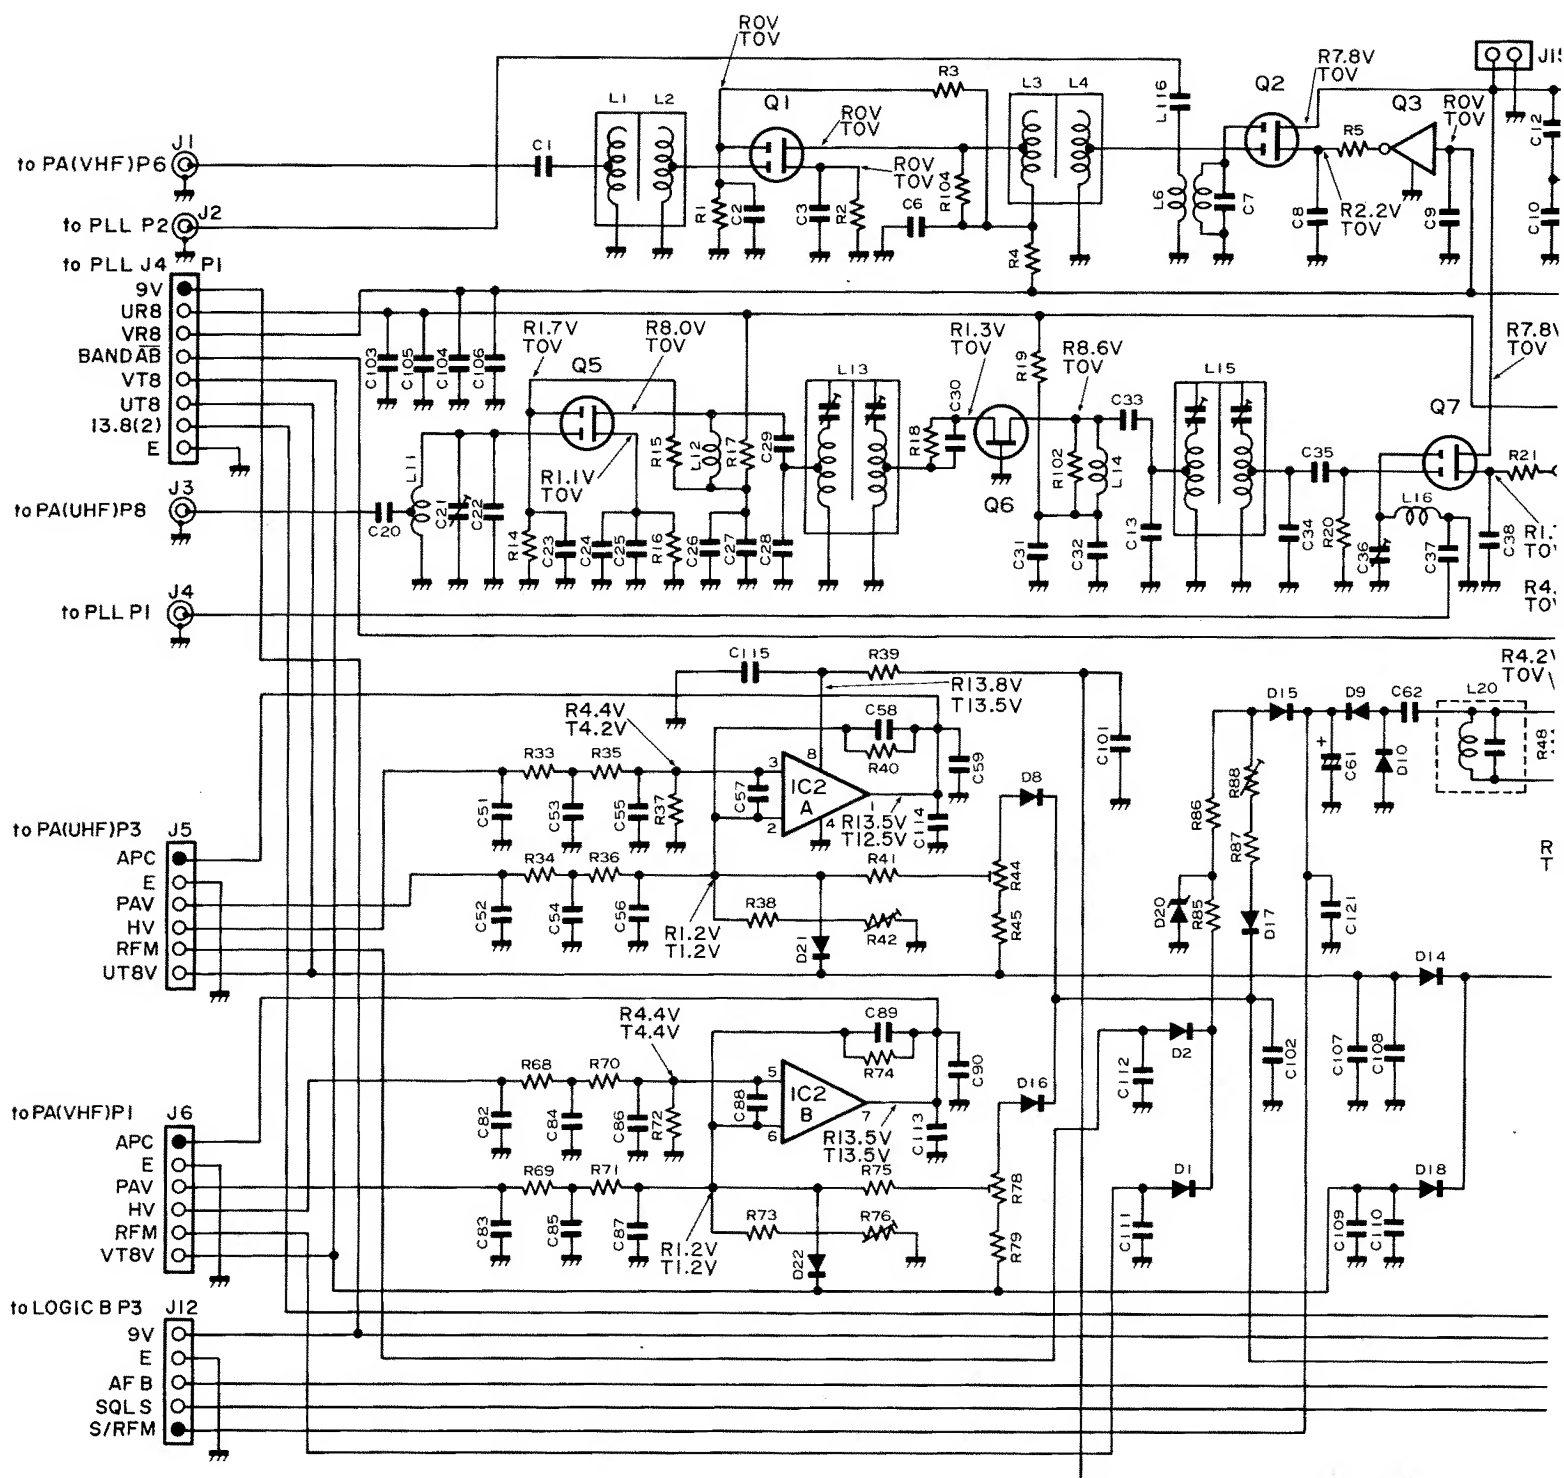 R0V
T0V
R7.8V
T0V
J15
L1 L2
Q1
R3
L3 L4
L116
Q2
Q3
R0V
T0V
C12
J1
to PA(VHF)P6
C1
R0V
T0V
R5
R0V
T0V
R1
C2
C3
R2
C6
R104
R4
L6
C7
C8
R2.2V
T0V
C9
C10
J2
to PLL P2
to PLL J4 P1
9V
UR8
VR8
BAND AB
VT8
UT8
13.8(2)
E
C103
C105
C104
C106
R1.7V
T0V
R8.0V
T0V
Q5
R1.3V
T0V
R19
R8.6V
T0V
R7.8V
T0V
L13
C30
C33
L15
Q7
L11
C21
C22
R15
L12
R17
C29
R18
Q6
R102
L14
C35
R21
R1.1V
T0V
J3
to PA(UHF)P8
C20
R14
C23
C24
C25
R16
C26
C27
C28
C31
C32
C13
C34
R20
L16
C36
C37
C38
R1.
T0V
R4.
T0V
J4
to PLL P1
C115
R39
R13.8V
T13.5V
R4.2V
T0V
R4.4V
T4.2V
C58
R40
C59
C101
D15
D9
C62
L20
R48
C61
D10
R33
R35
C51
C53
C55
R37
C57
3
8
IC2
A
2
4
1
R13.5V
T12.5V
C114
D8
R88
R86
R87
to PA(UHF)P3
J5
APC
E
PAV
HV
RFM
UT8V
R34
R36
C52
C54
C56
R41
R44
R38
R42
R45
R1.2V
T1.2V
D21
D20
R85
D17
C121
R
T
D14
R4.4V
T4.4V
C89
R74
C90
D16
C112
D2
C102
C107
C108
R68
R70
C82
C84
C86
R72
C88
5
IC2
B
6
7
R13.5V
T13.5V
C113
to PA(VHF)P1
J6
APC
E
PAV
HV
RFM
VT8V
R69
R71
C83
C85
C87
R75
R78
R73
R76
R79
R1.2V
T1.2V
D22
D1
C111
D18
C109
C110
to LOGIC B P3
J12
9V
E
AF B
SQL S
S/RFM